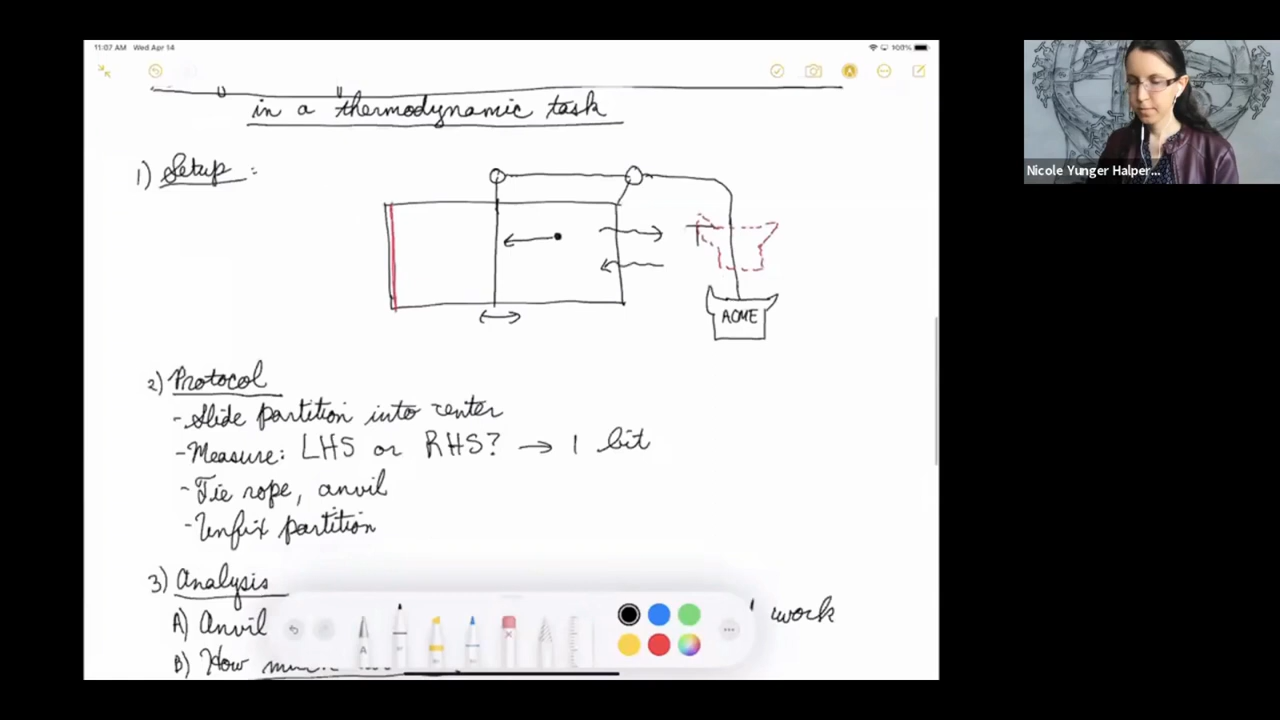 11:07 AM Wed Apr 14
100%
in a thermodynamic task
1) Setup :
ACME
2) Protocol
- Slide partition into center
- Measure: LHS or RHS? → 1 bit
- Tie rope, anvil
- Unfix partition
3) Analysis
A) Anvil work
B) How
A
Nicole Yunger Halper...